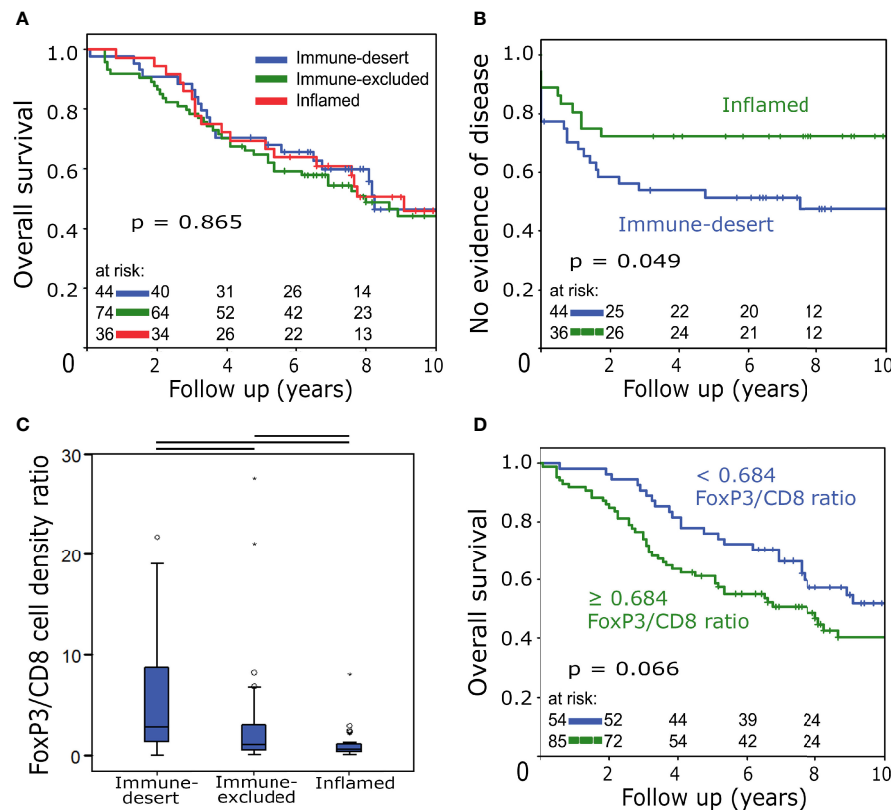 A
Overall survival
1.0
0.8
0.6
0.4
0.2
0
Immune-desert
Immune-excluded
Inflamed
p = 0.865
at risk:
44 40 31 26 14
74 64 52 42 23
36 34 26 22 13
2 4 6 8 10
Follow up (years)
B
No evidence of disease
1.0
0.8
0.6
0.4
0.2
0
Inflamed
Immune-desert
p = 0.049
at risk:
44 25 22 20 12
36 26 24 21 12
2 4 6 8 10
Follow up (years)
C
FoxP3/CD8 cell density ratio
30
20
10
0
Immune-
desert
Immune-
excluded
Inflamed
D
Overall survival
1.0
0.8
0.6
0.4
0.2
0
< 0.684
FoxP3/CD8 ratio
≥ 0.684
FoxP3/CD8 ratio
p = 0.066
at risk:
54 52 44 39 24
85 72 54 42 24
2 4 6 8 10
Follow up (years)